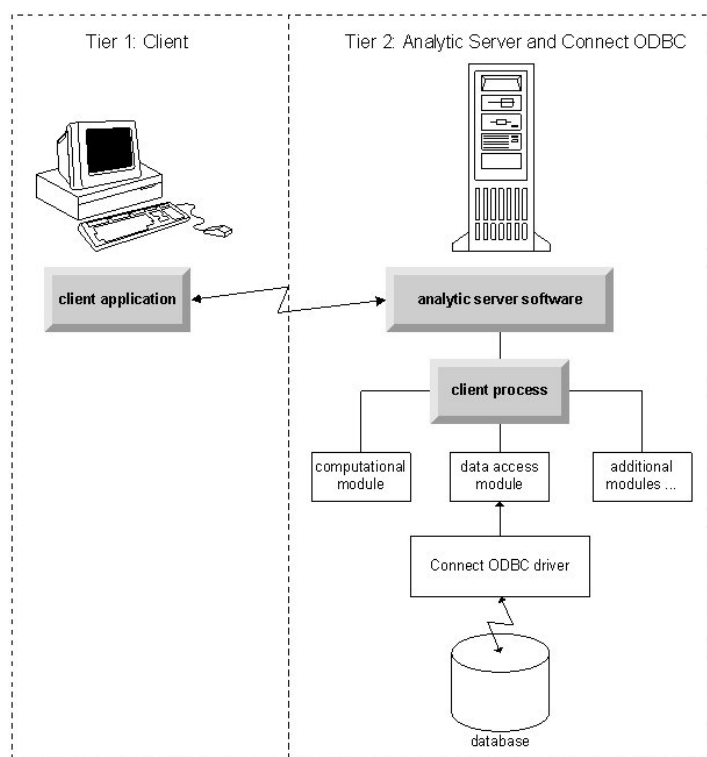 Tier 1: Client
Tier 2: Analytic Server and Connect ODBC
client application
analytic server software
client process
computational
module
data access
module
additional
modules ...
Connect ODBC driver
database